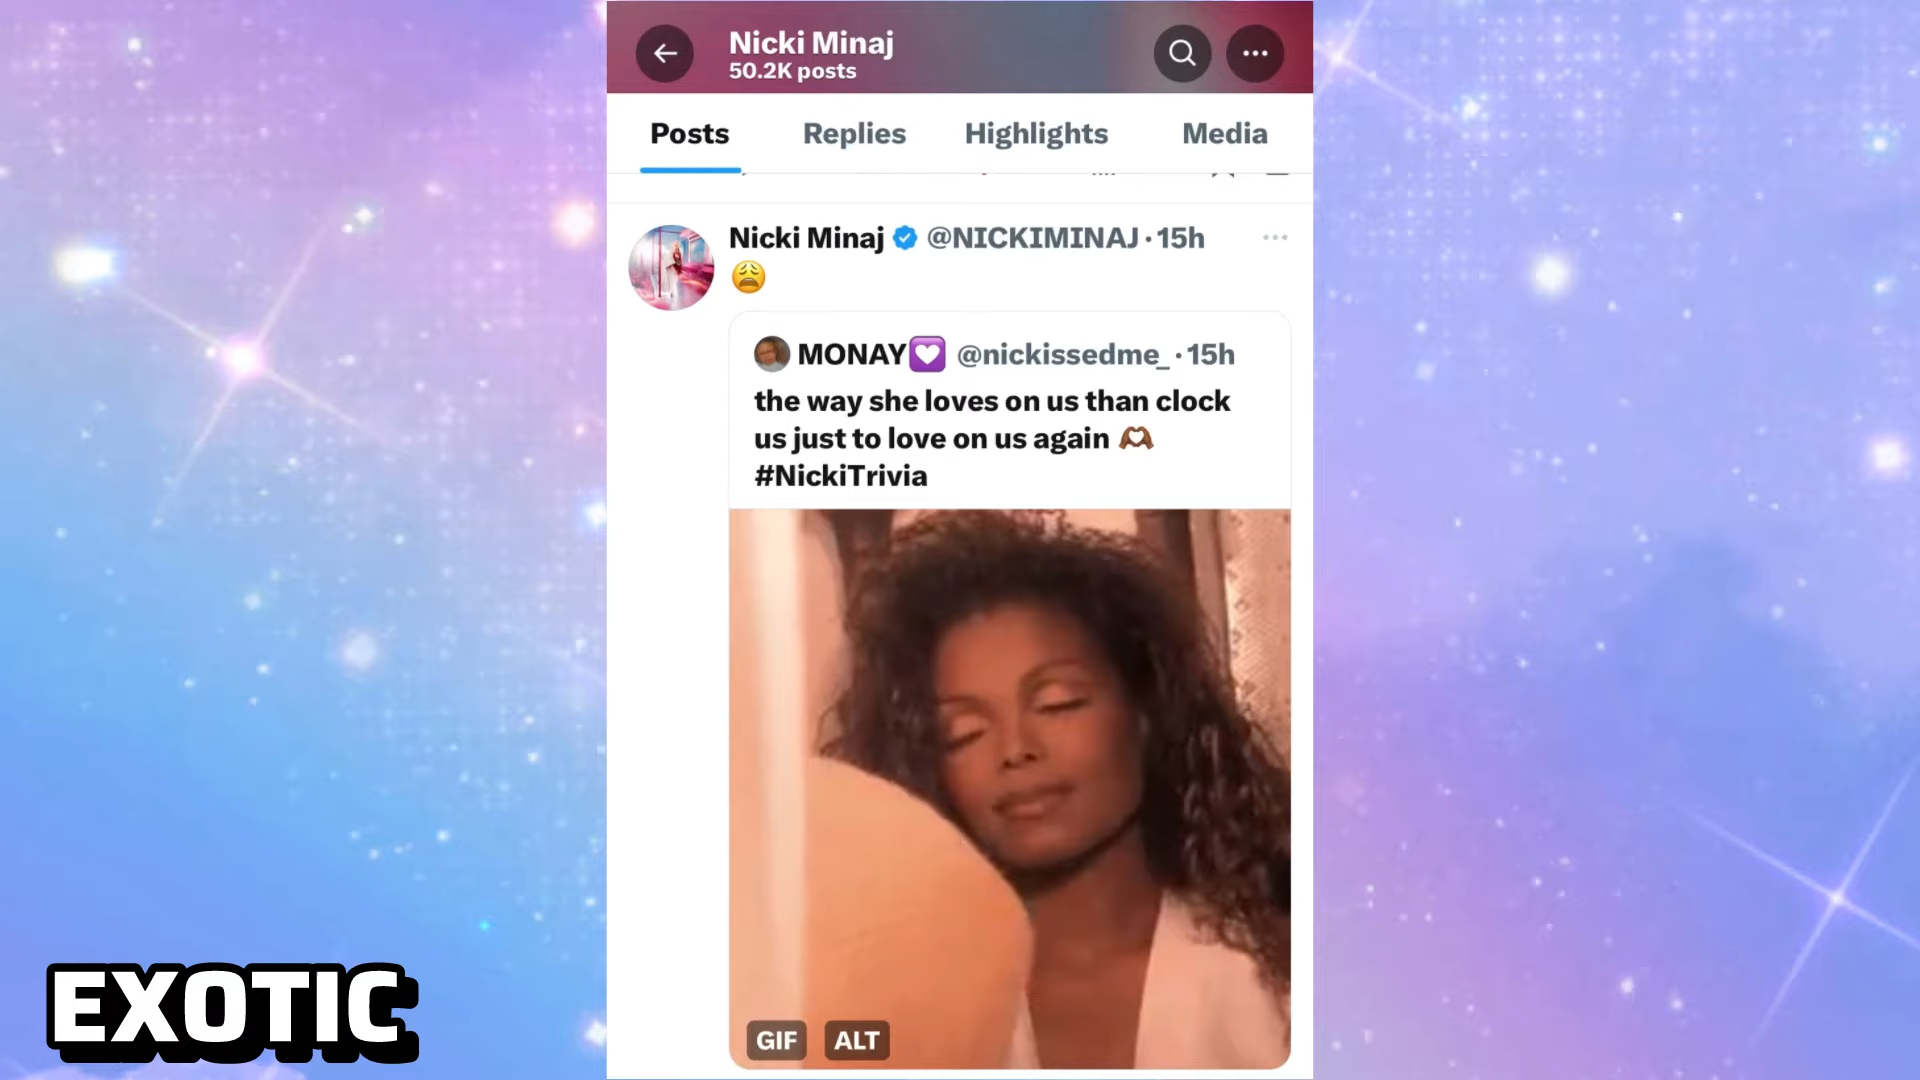 Nicki Minaj
50.2K posts
Posts Replies Highlights Media
Nicki Minaj @NICKIMINAJ · 15h
😩
MONAY💜 @nickissedme_ · 15h
the way she loves on us than clock
us just to love on us again 🫶🏾
#NickiTrivia
GIF ALT
EXOTIC